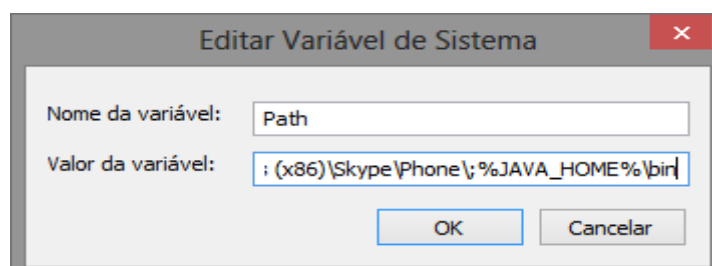 Editar Variável de Sistema
Nome da variável: Path
Valor da variável: ; (x86)\Skype\Phone\;%JAVA_HOME%\bin
OK Cancelar